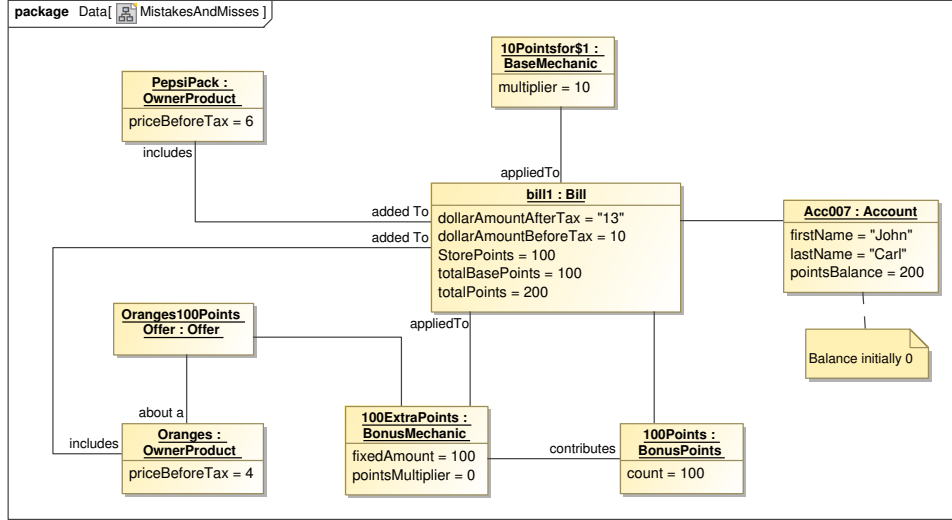 package Data[ MistakesAndMisses ]
10Pointsfor$1 :
BaseMechanic
multiplier = 10
PepsiPack :
OwnerProduct
priceBeforeTax = 6
includes
appliedTo
bill1 : Bill
dollarAmountAfterTax = "13"
dollarAmountBeforeTax = 10
StorePoints = 100
totalBasePoints = 100
totalPoints = 200
added To
added To
Acc007 : Account
firstName = "John"
lastName = "Carl"
pointsBalance = 200
Balance initially 0
Oranges100Points
Offer : Offer
appliedTo
about a
includes
Oranges :
OwnerProduct
priceBeforeTax = 4
100ExtraPoints :
BonusMechanic
fixedAmount = 100
pointsMultiplier = 0
contributes
100Points :
BonusPoints
count = 100